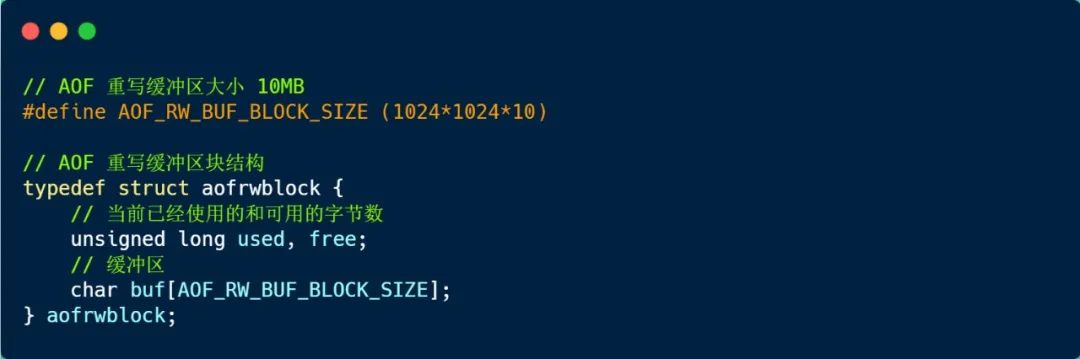 // AOF 重写缓冲区大小 10MB
#define AOF_RW_BUF_BLOCK_SIZE (1024*1024*10)
// AOF 重写缓冲区块结构
typedef struct aofrwblock {
// 当前已经使用的和可用的字节数
unsigned long used, free;
// 缓冲区
char buf[AOF_RW_BUF_BLOCK_SIZE];
} aofrwblock;